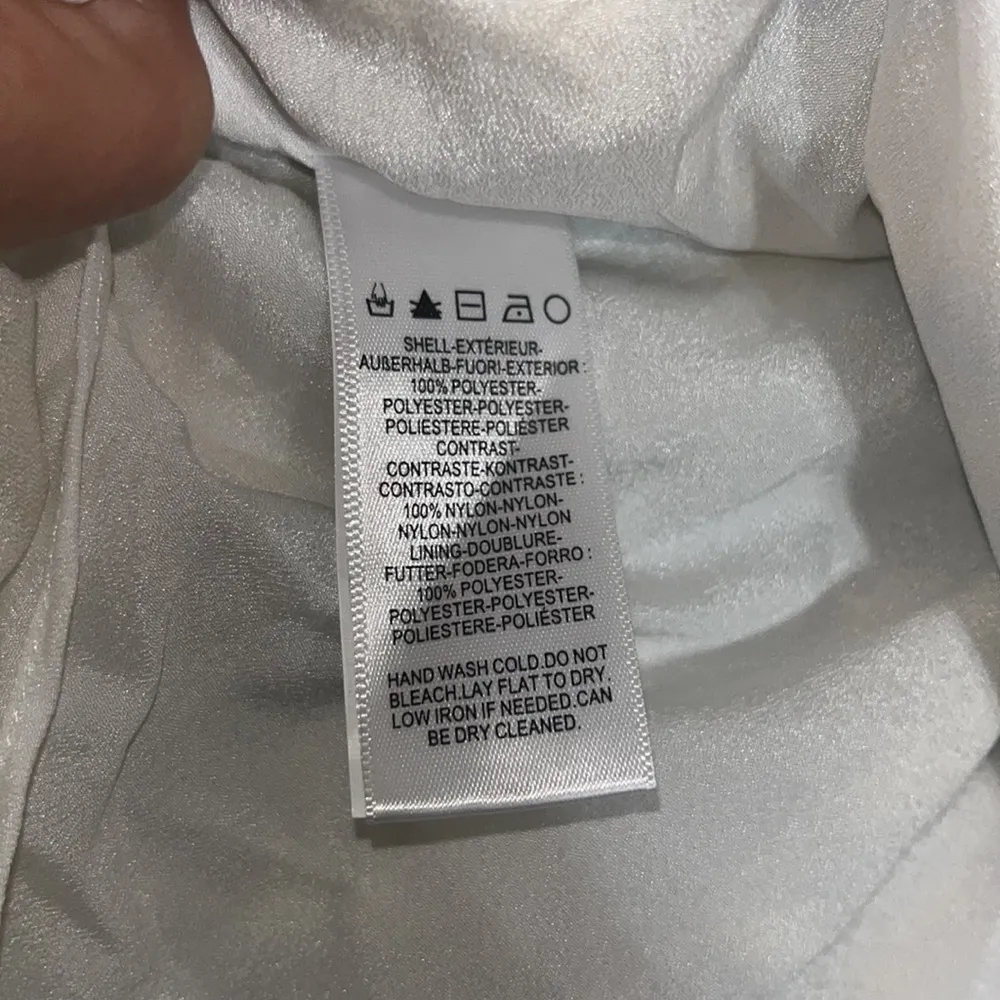 SHELL-EXTÉRIEUR-
AUßERHALB-FUORI-EXTERIOR :
100% POLYESTER-
POLYESTER-POLYESTER-
POLIESTERE-POLIÉSTER
CONTRAST-
CONTRASTE-KONTRAST-
CONTRASTO-CONTRASTE :
100% NYLON-NYLON-
NYLON-NYLON-NYLON
LINING-DOUBLURE-
FUTTER-FODERA-FORRO :
100% POLYESTER-
POLYESTER-POLYESTER-
POLIESTERE-POLIÉSTER
HAND WASH COLD.DO NOT
BLEACH.LAY FLAT TO DRY.
LOW IRON IF NEEDED.CAN
BE DRY CLEANED.